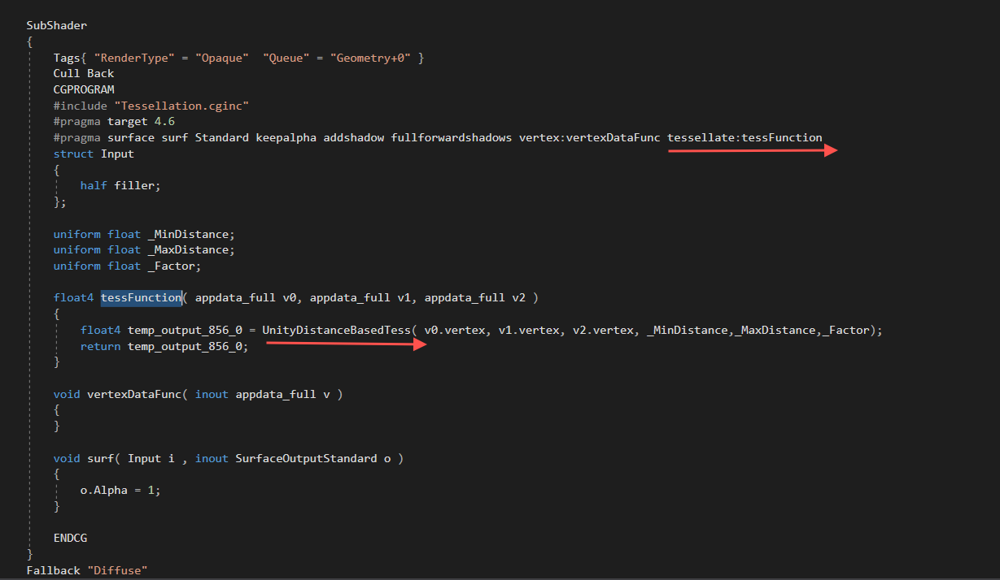 SubShader
{
Tags{ "RenderType" = "Opaque"  "Queue" = "Geometry+0" }
Cull Back
CGPROGRAM
#include "Tessellation.cginc"
#pragma target 4.6
#pragma surface surf Standard keepalpha addshadow fullforwardshadows vertex:vertexDataFunc tessellate:tessFunction
struct Input
{
half filler;
};
uniform float _MinDistance;
uniform float _MaxDistance;
uniform float _Factor;
float4 tessFunction( appdata_full v0, appdata_full v1, appdata_full v2 )
{
float4 temp_output_856_0 = UnityDistanceBasedTess( v0.vertex, v1.vertex, v2.vertex, _MinDistance,_MaxDistance,_Factor);
return temp_output_856_0;
}
void vertexDataFunc( inout appdata_full v )
{
}
void surf( Input i , inout SurfaceOutputStandard o )
{
o.Alpha = 1;
}
ENDCG
}
Fallback "Diffuse"